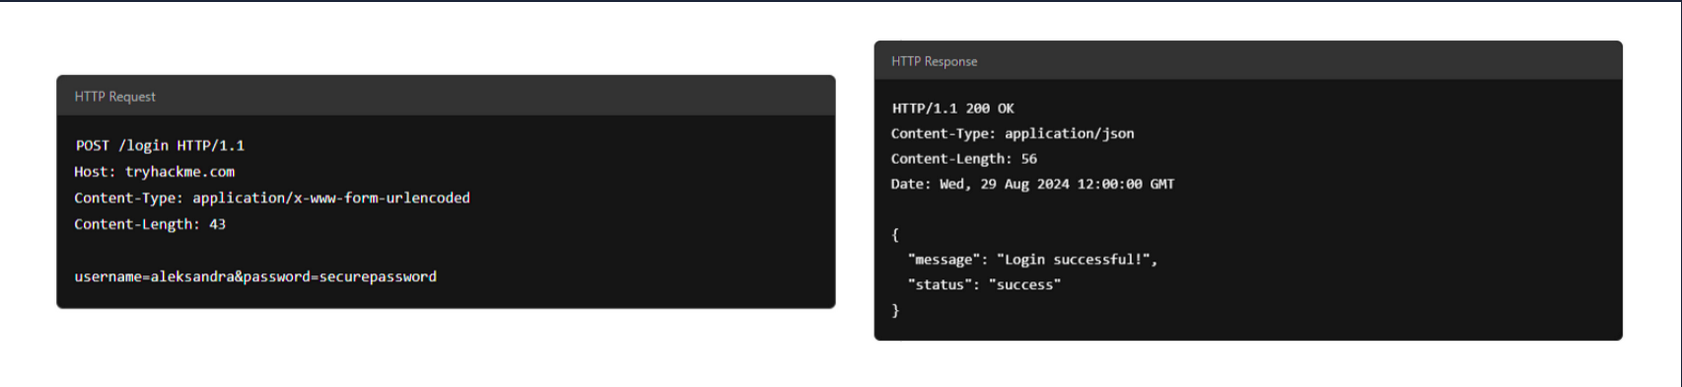 HTTP Request
POST /login HTTP/1.1
Host: tryhackme.com
Content-Type: application/x-www-form-urlencoded
Content-Length: 43
username=aleksandra&password=securepassword
HTTP Response
HTTP/1.1 200 OK
Content-Type: application/json
Content-Length: 56
Date: Wed, 29 Aug 2024 12:00:00 GMT
{
"message": "Login successful!",
"status": "success"
}